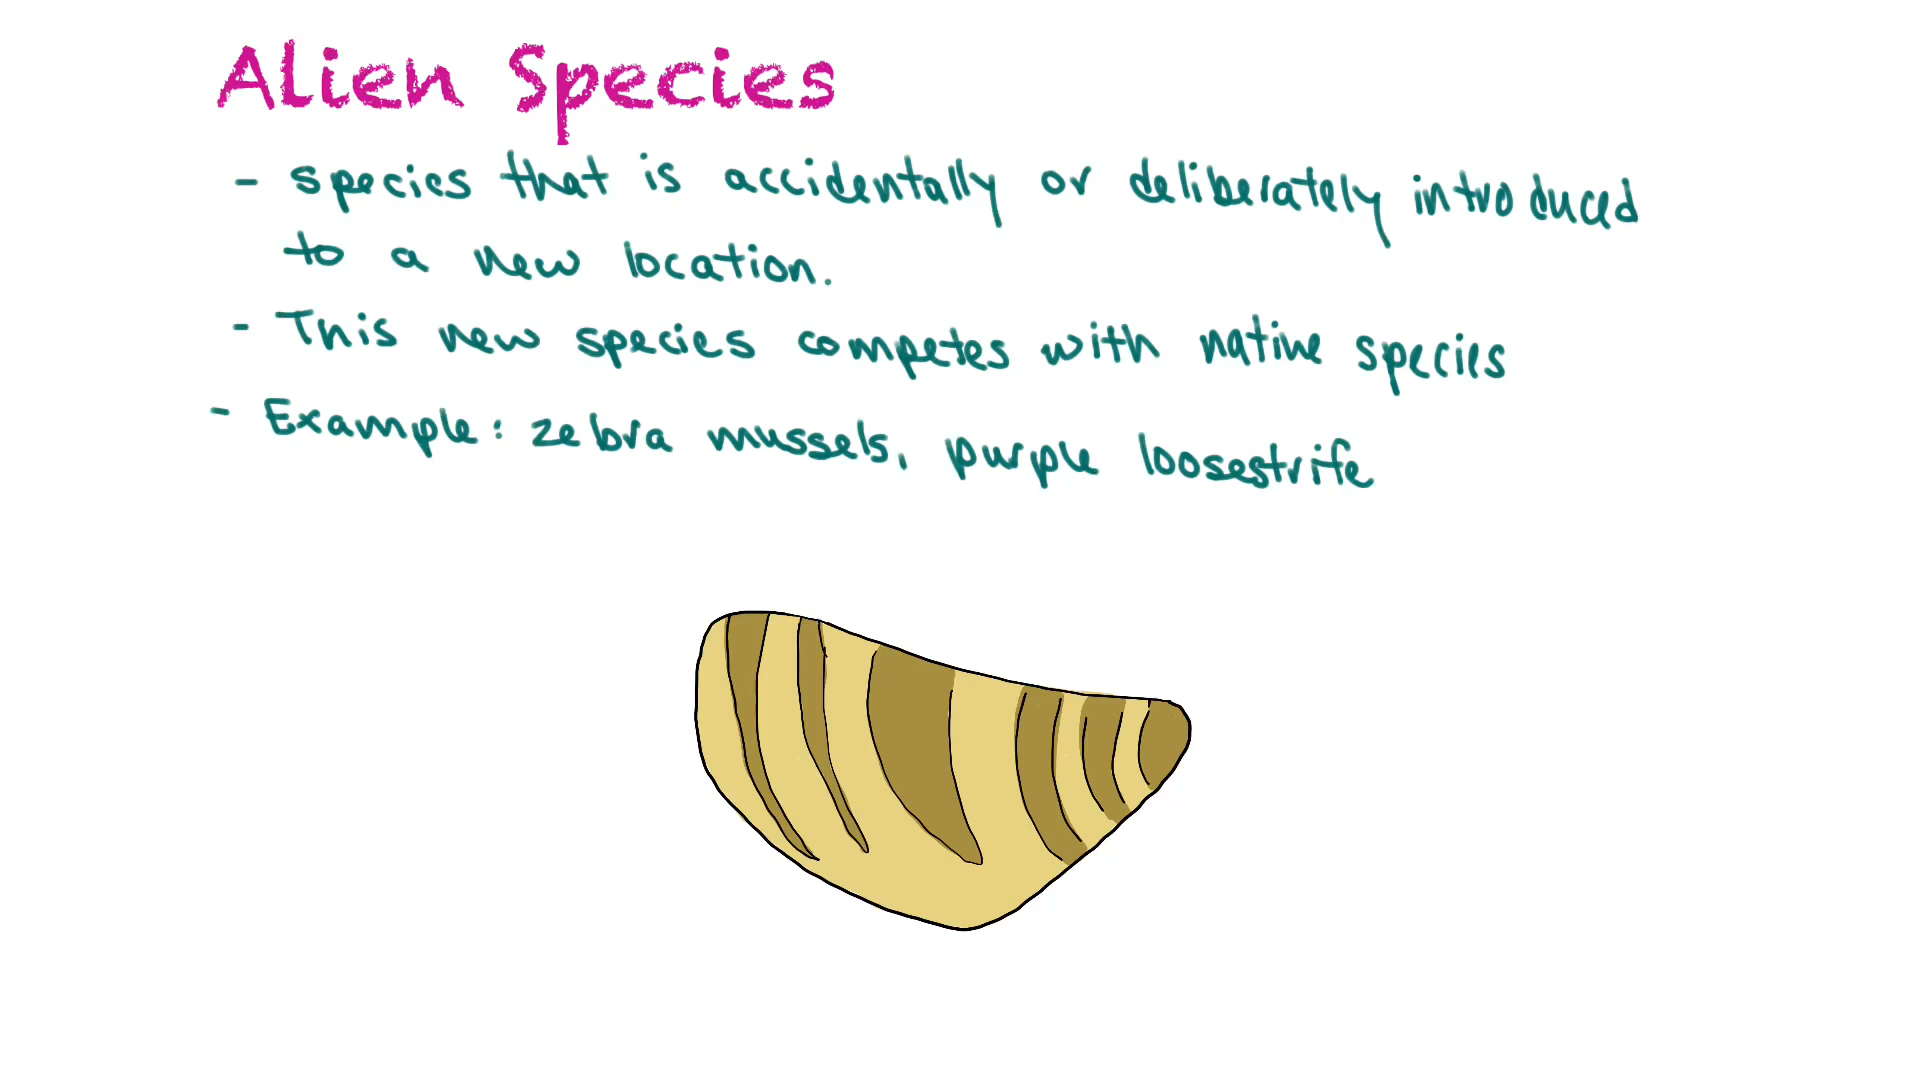 Alien Species
- species that is accidentally or deliberately introduced
to a new location.
- This new species competes with native species
- Example: zebra mussels, purple loosestrife